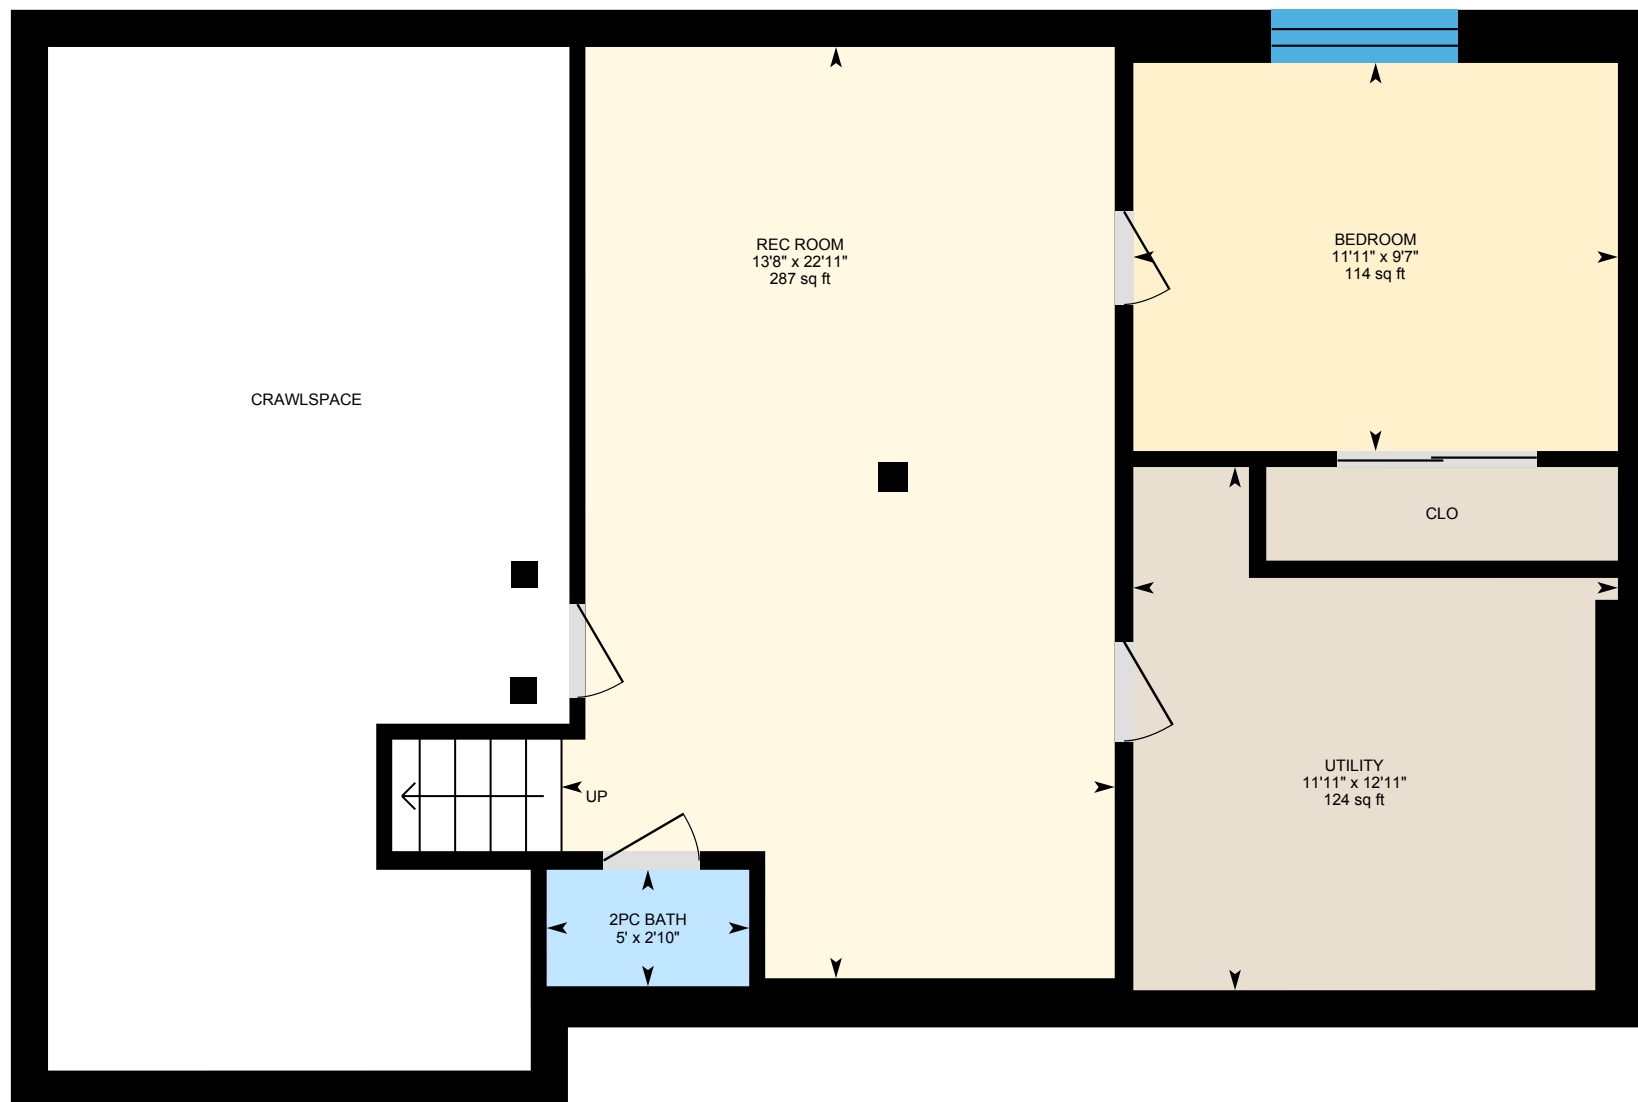 REC ROOM
13'8" x 22'11"
287 sq ft
BEDROOM
11'11" x 9'7"
114 sq ft
CRAWLSPACE
CLO
UTILITY
11'11" x 12'11"
124 sq ft
UP
2PC BATH
5' x 2'10"